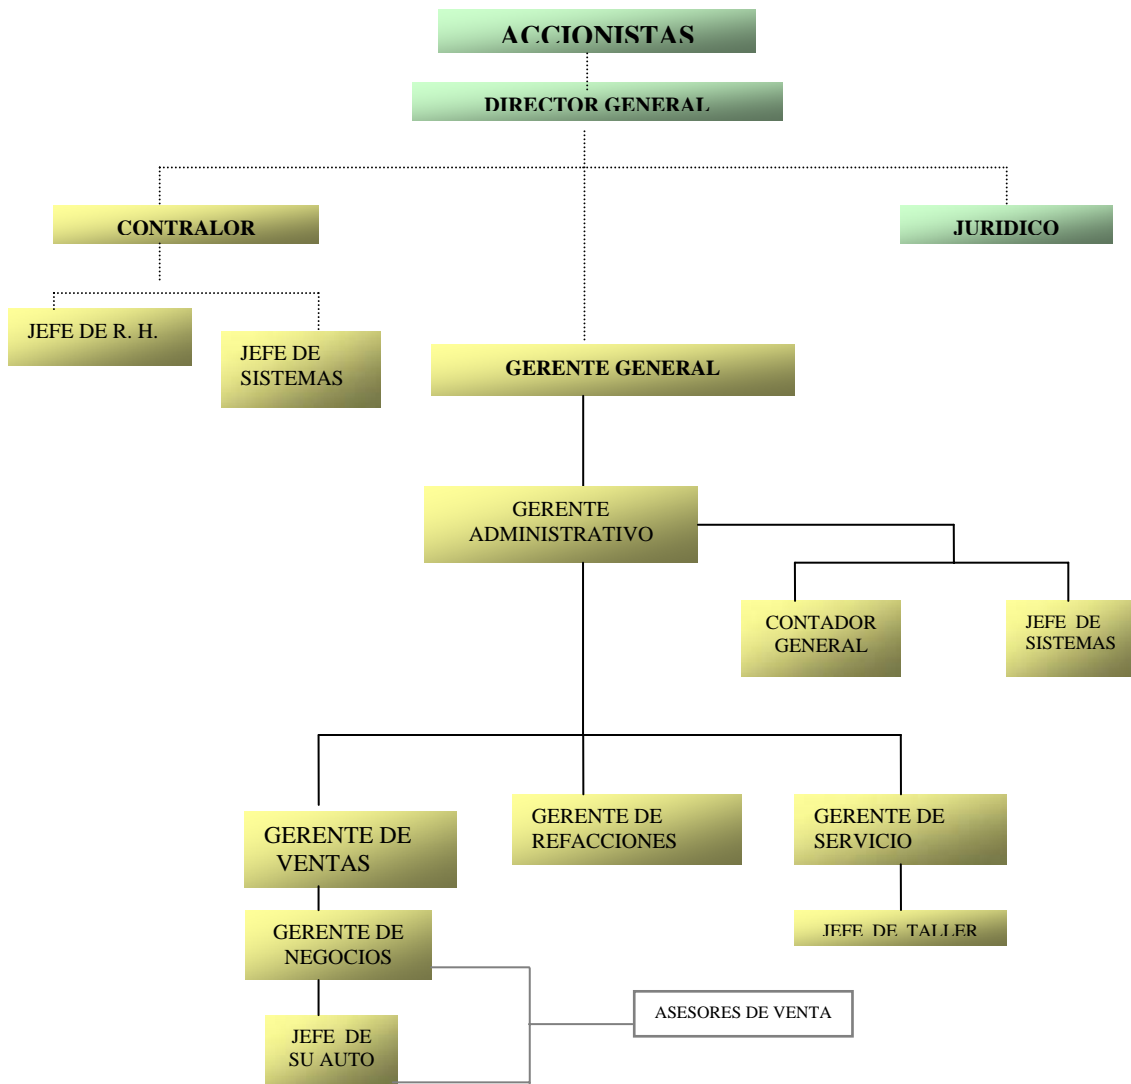 ACCIONISTAS
DIRECTOR GENERAL
CONTRALOR
JURIDICO
JEFE DE R. H.
JEFE DE
SISTEMAS
GERENTE GENERAL
GERENTE
ADMINISTRATIVO
CONTADOR
GENERAL
JEFE DE
SISTEMAS
GERENTE DE
VENTAS
GERENTE DE
REFACCIONES
GERENTE DE
SERVICIO
GERENTE DE
NEGOCIOS
JEFE DE TALLER
ASESORES DE VENTA
JEFE DE
SU AUTO